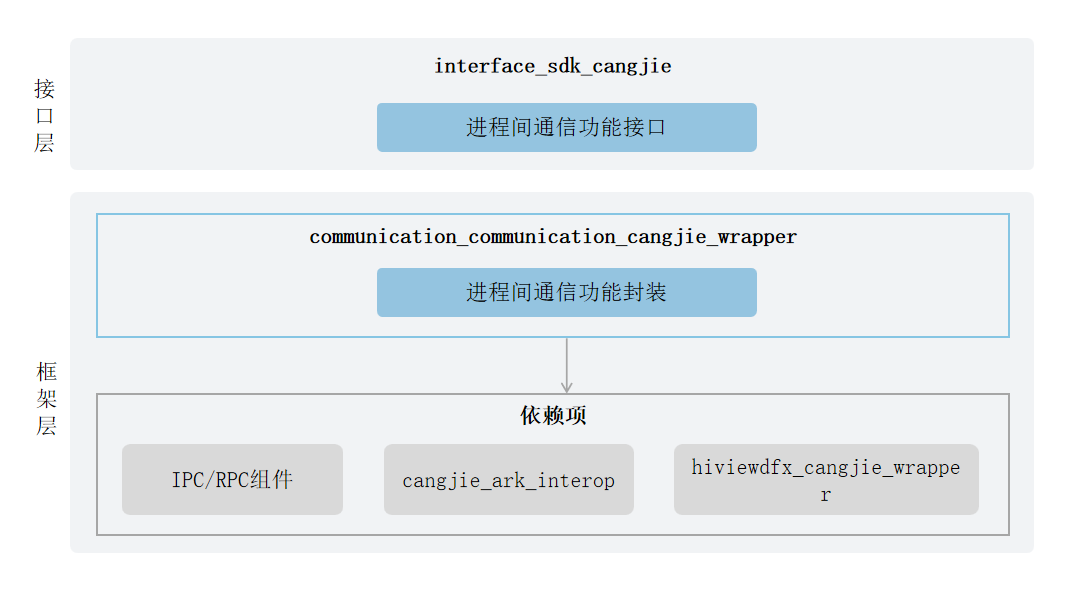 接
口
层
interface_sdk_cangjie
进程间通信功能接口
框
架
层
communication_communication_cangjie_wrapper
进程间通信功能封装
依赖项
IPC/RPC组件
cangjie_ark_interop
hiviewdfx_cangjie_wrappe
r